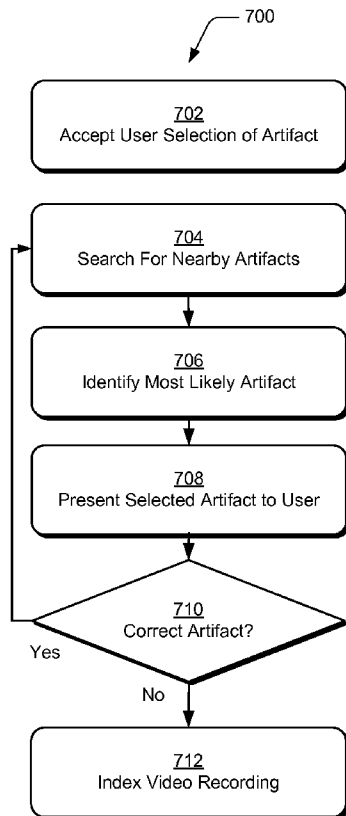 700
702
Accept User Selection of Artifact
704
Search For Nearby Artifacts
706
Identify Most Likely Artifact
708
Present Selected Artifact to User
710
Correct Artifact?
Yes
No
712
Index Video Recording